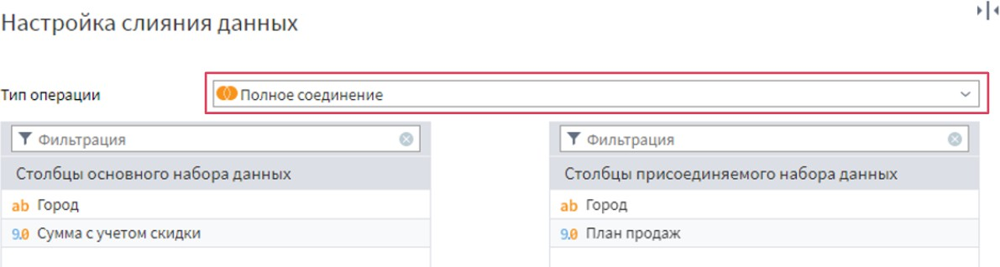 Настройка слияния данных
Тип операции
Полное соединение
Фильтрация
Фильтрация
Столбцы основного набора данных
Столбцы присоединяемого набора данных
ab Город
ab Город
9.0 Сумма с учетом скидки
9.0 План продаж